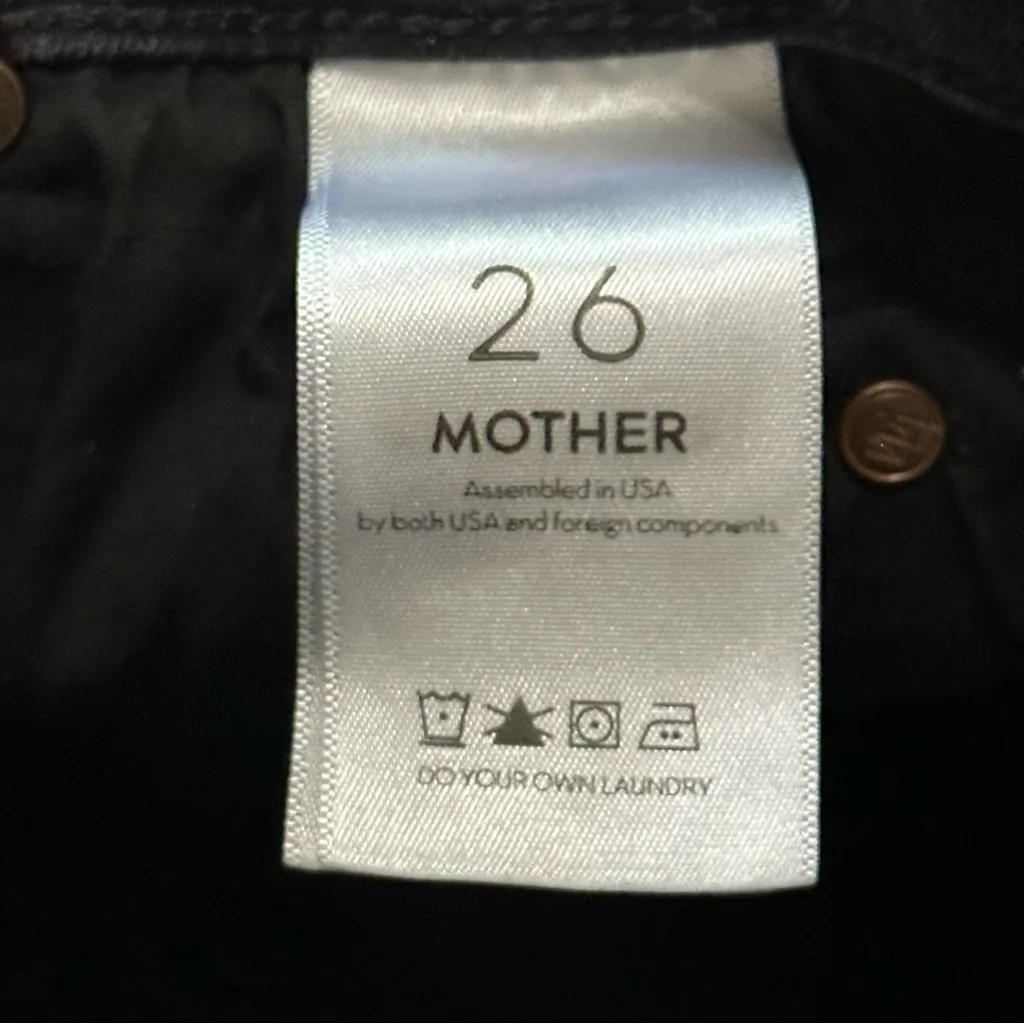 26
MOTHER
Assembled in USA
by both USA and foreign components
DO YOUR OWN LAUNDRY